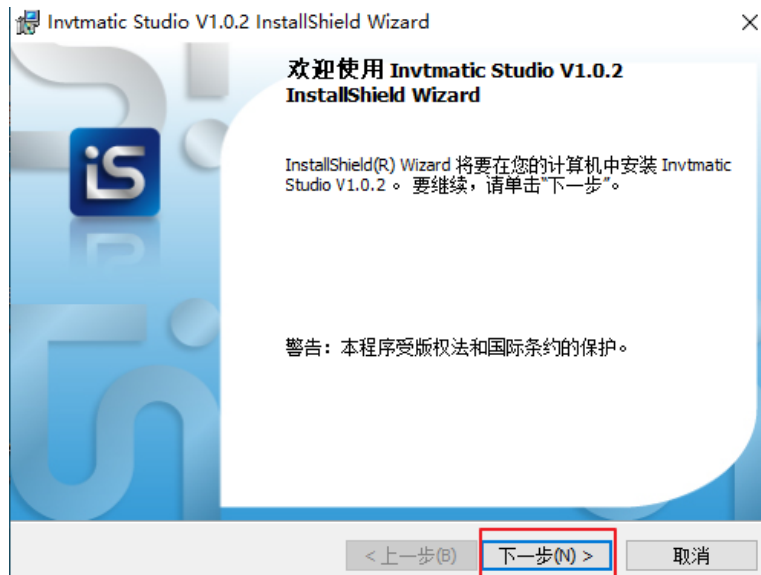 Invtmatic Studio V1.0.2 InstallShield Wizard
欢迎使用 Invtmatic Studio V1.0.2
InstallShield Wizard
iS
InstallShield(R) Wizard 将要在您的计算机中安装 Invtmatic
Studio V1.0.2 。 要继续，请单击“下一步”。
警告：本程序受版权法和国际条约的保护。
< 上一步(B)
下一步(N) >
取消